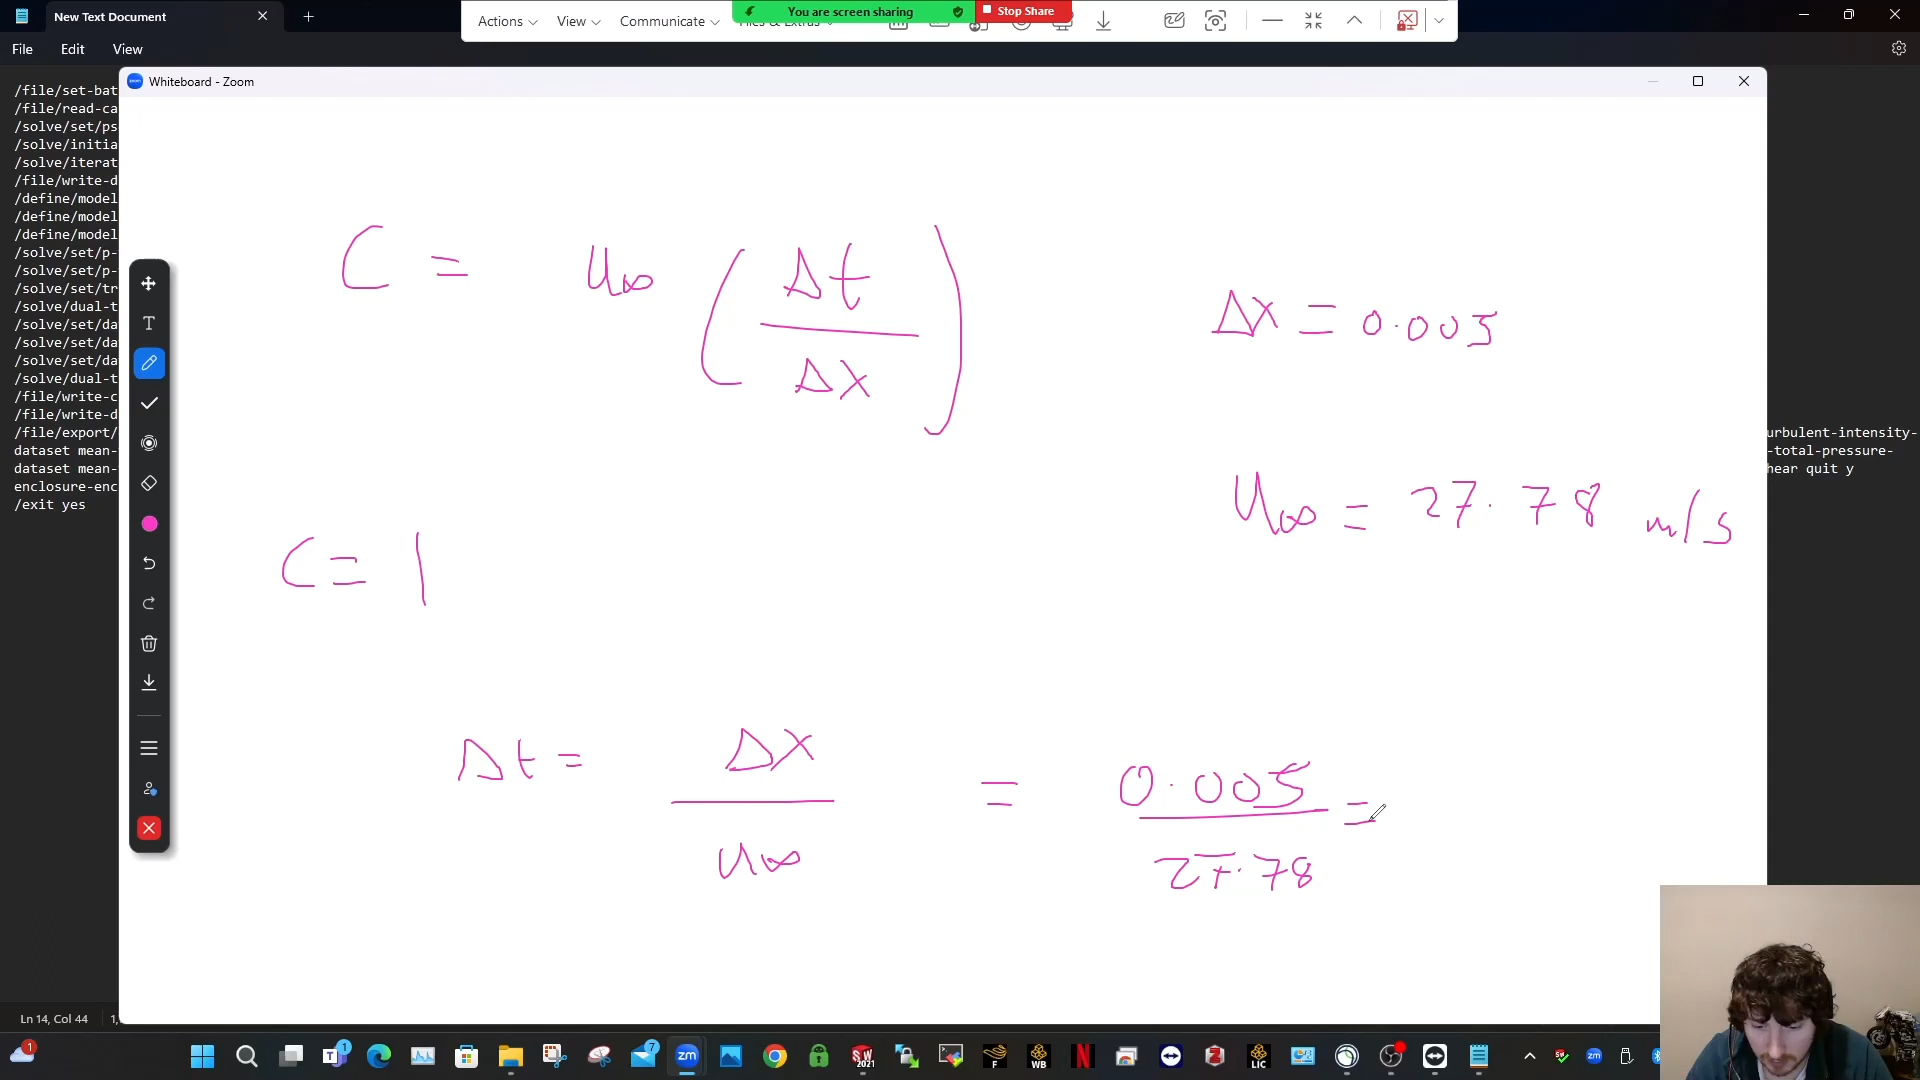 New Text Document
Actions View Communicate Files & Extras
You are screen sharing Stop Share
File Edit View
Whiteboard - Zoom
/file/set-bat
/file/read-ca
/solve/set/ps
/solve/initia
/solve/iterat
/file/write-d
/define/model
/define/model
/define/model
/solve/set/p-
/solve/set/p-
/solve/set/tr
/solve/dual-t
/solve/set/da
/solve/set/da
/solve/set/da
/solve/dual-t
/file/write-c
/file/write-d
/file/export/ urbulent-intensity-
dataset mean- -total-pressure-
dataset mean- hear quit y
enclosure-enc
/exit yes
C = U∞ (Δt/Δx)
Δx = 0.005
U∞ = 27.78 m/s
C = 1
Δt = Δx/U∞ = 0.005/27.78 =
Ln 14, Col 44 1,